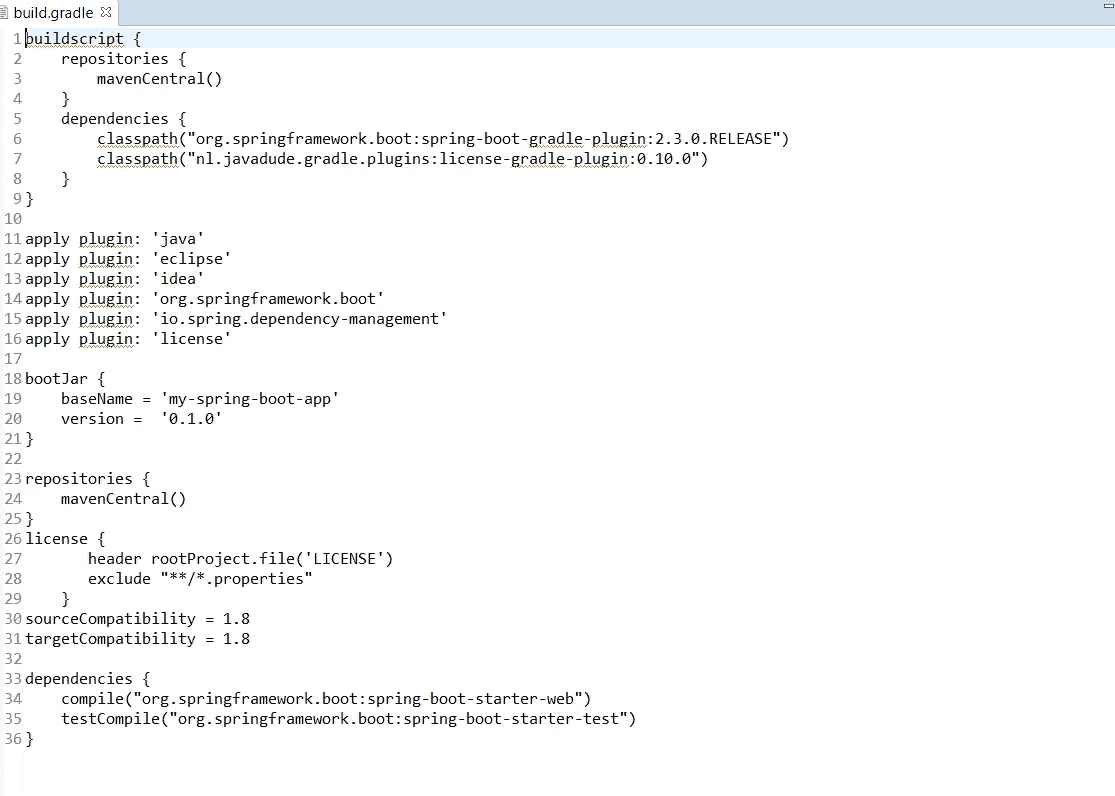 build.gradle
1 buildscript {
2     repositories {
3         mavenCentral()
4     }
5     dependencies {
6         classpath("org.springframework.boot:spring-boot-gradle-plugin:2.3.0.RELEASE")
7         classpath("nl.javadude.gradle.plugins:license-gradle-plugin:0.10.0")
8     }
9 }
10
11 apply plugin: 'java'
12 apply plugin: 'eclipse'
13 apply plugin: 'idea'
14 apply plugin: 'org.springframework.boot'
15 apply plugin: 'io.spring.dependency-management'
16 apply plugin: 'license'
17
18 bootJar {
19     baseName = 'my-spring-boot-app'
20     version =  '0.1.0'
21 }
22
23 repositories {
24     mavenCentral()
25 }
26 license {
27        header rootProject.file('LICENSE')
28        exclude "**/*.properties"
29     }
30 sourceCompatibility = 1.8
31 targetCompatibility = 1.8
32
33 dependencies {
34     compile("org.springframework.boot:spring-boot-starter-web")
35     testCompile("org.springframework.boot:spring-boot-starter-test")
36 }